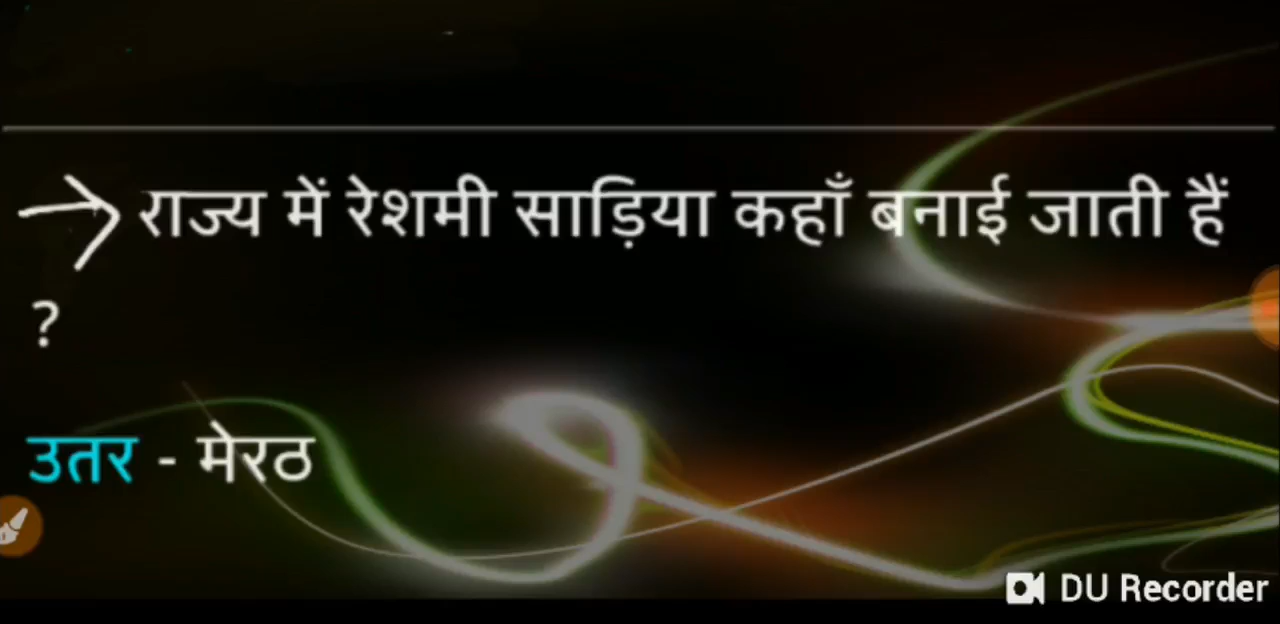 राज्य में रेशमी साड़िया कहाँ बनाई जाती हैं
?
उतर - मेरठ
DU Recorder